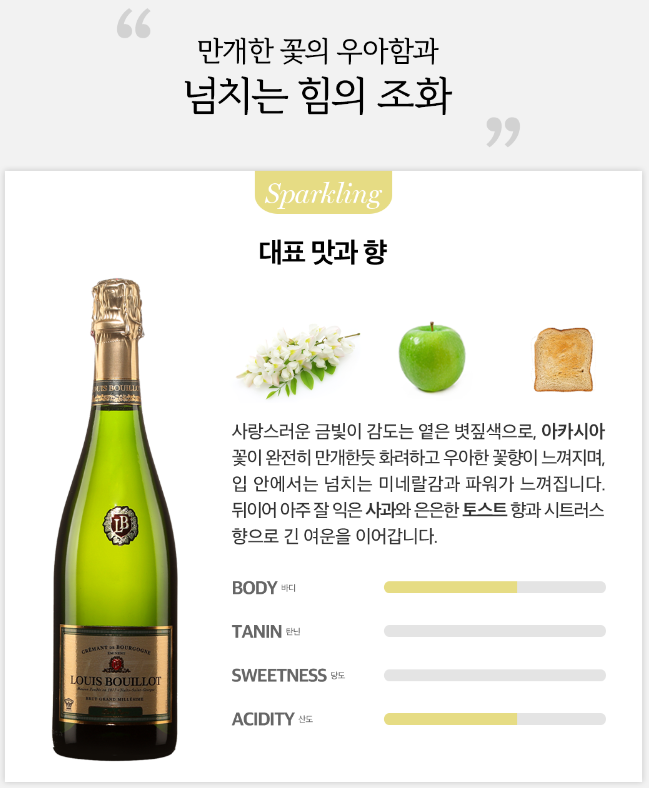 “
만개한 꽃의 우아함과
넘치는 힘의 조화
”
Sparkling
대표 맛과 향
사랑스러운 금빛이 감도는 옅은 볏짚색으로, 아카시아
꽃이 완전히 만개한듯 화려하고 우아한 꽃향이 느껴지며,
입 안에서는 넘치는 미네랄감과 파워가 느껴집니다.
뒤이어 아주 잘 익은 사과와 은은한 토스트 향과 시트러스
향으로 긴 여운을 이어갑니다.
BODY 바디
TANIN 탄닌
SWEETNESS 당도
ACIDITY 산도
LOUIS BOUILLOT
LB
CRÉMANT DE BOURGOGNE
LOUIS BOUILLOT
BRUT GRAND MILLÉSIME